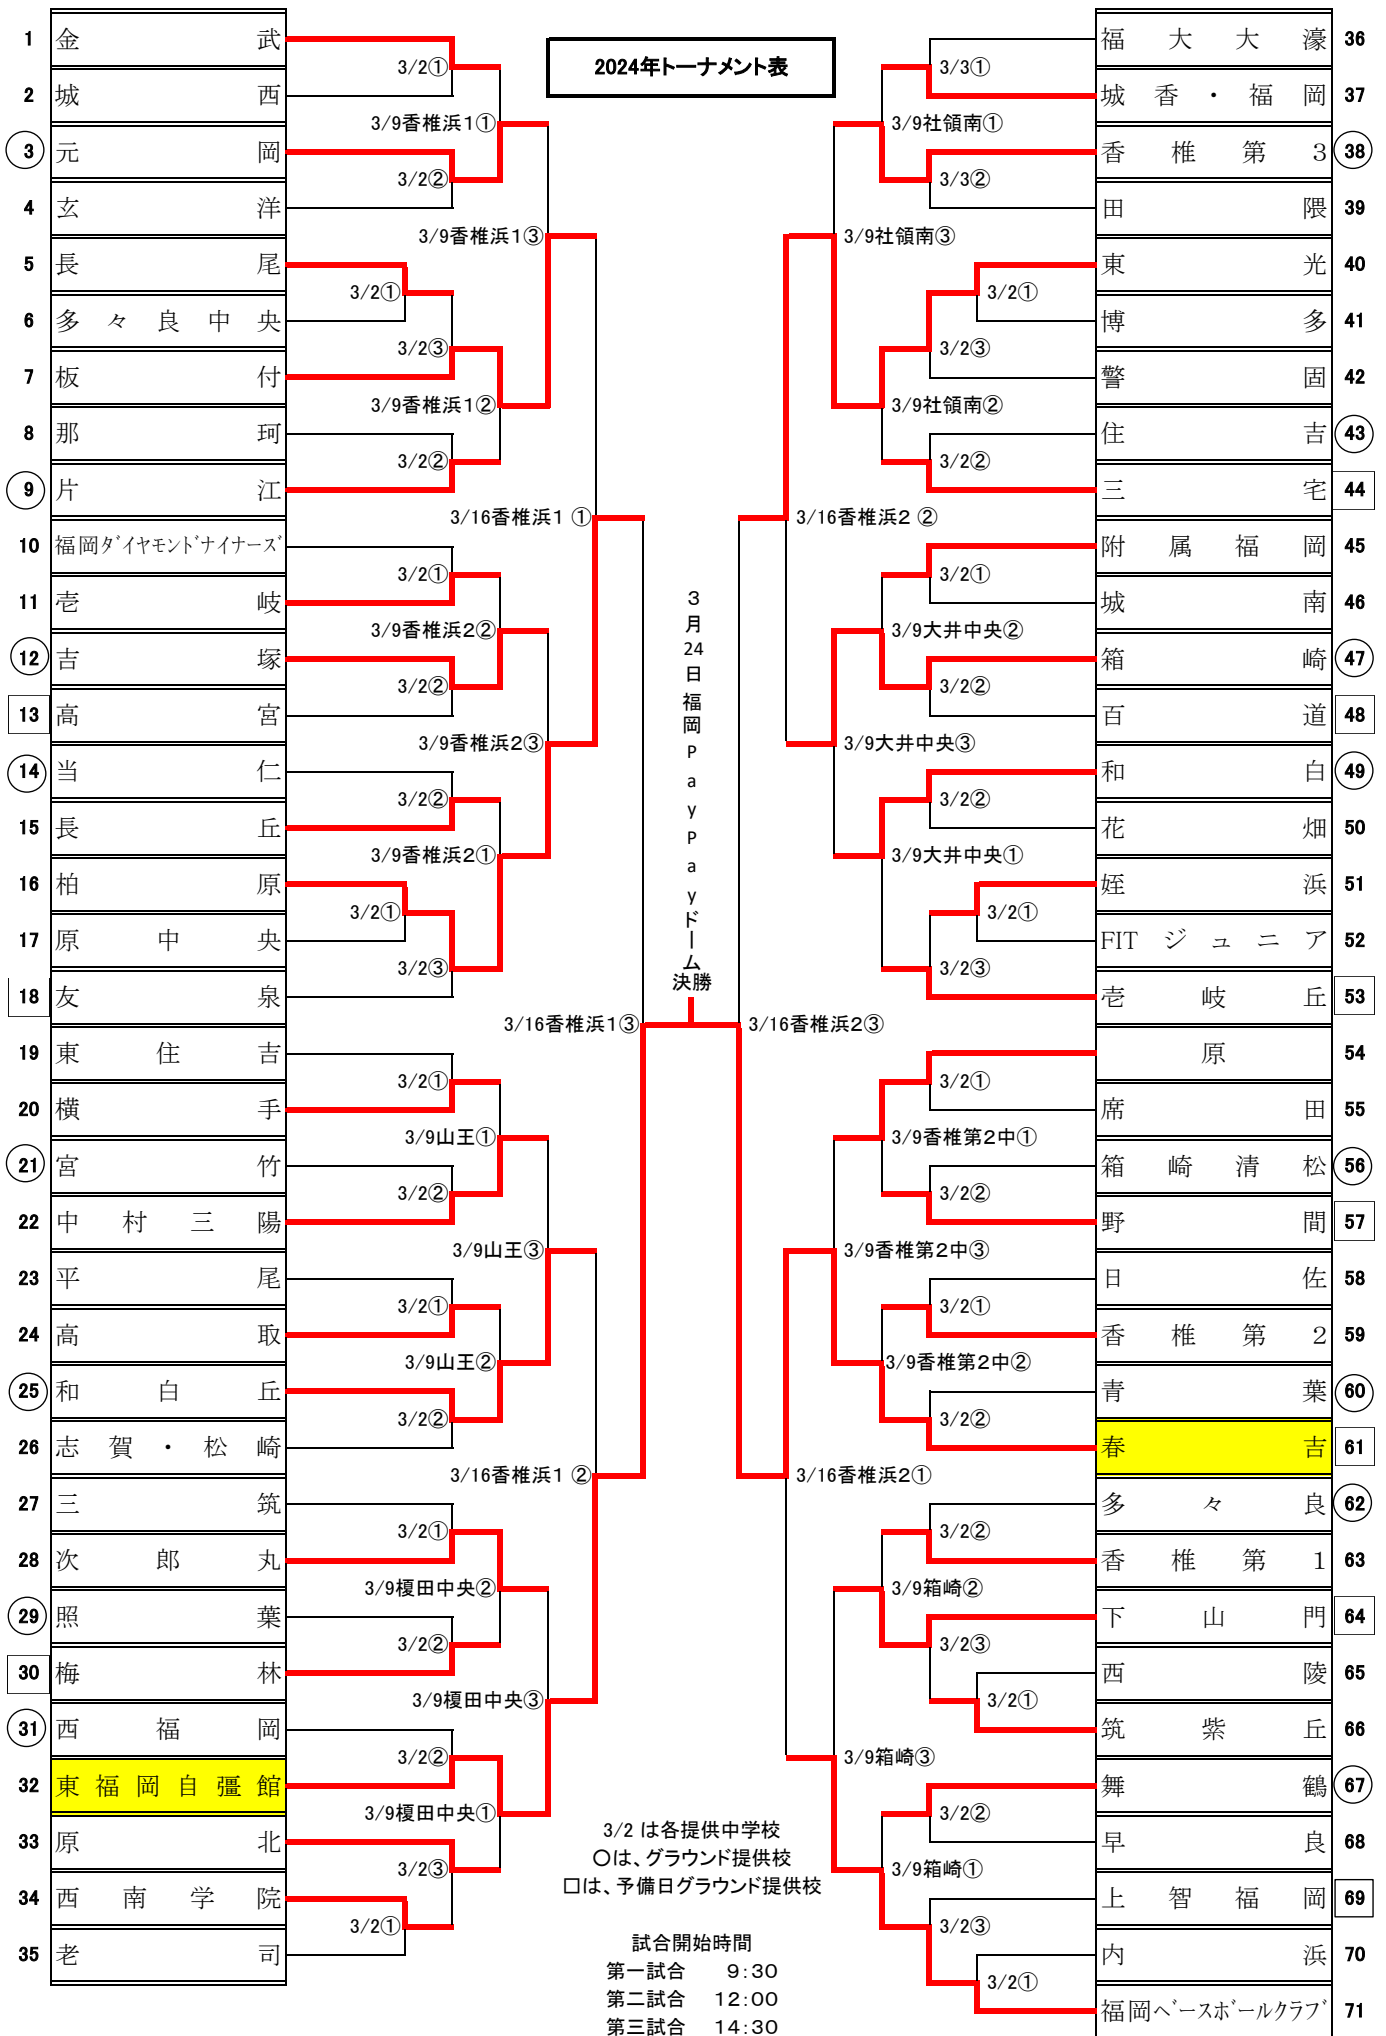 2024年トーナメント表
1 金武
2 城西
3 元岡
4 玄洋
5 長尾
6 多々良中央
7 板付
8 那珂
9 片江
10 福岡ダイヤモンドナイナーズ
11 壱岐
12 吉塚
13 高宮
14 当仁
15 長丘
16 柏原
17 原中央
18 友泉
19 東住吉
20 横手
21 宮竹
22 中村三陽
23 平尾
24 高取
25 和白丘
26 志賀・松崎
27 三筑
28 次郎丸
29 照葉
30 梅林
31 西福岡
32 東福岡自彊館
33 原北
34 西南学院
35 老司
3/2①
3/9香椎浜1①
3/2②
3/9香椎浜1③
3/2①
3/2③
3/9香椎浜1②
3/2②
3/16香椎浜1 ①
3/2①
3/9香椎浜2②
3/2②
3/9香椎浜2③
3/2②
3/9香椎浜2①
3/2①
3/2③
3/16香椎浜1③
3/2①
3/9山王①
3/2②
3/9山王③
3/2①
3/9山王②
3/2②
3/16香椎浜1 ②
3/2①
3/9榎田中央②
3/2②
3/9榎田中央③
3/2②
3/9榎田中央①
3/2③
3/2①
3月24日福岡PayPayドーム
決勝
3/3①
3/9社領南①
3/3②
3/9社領南③
3/2①
3/2③
3/9社領南②
3/2②
3/16香椎浜2 ②
3/2①
3/9大井中央②
3/2②
3/9大井中央③
3/2②
3/9大井中央①
3/2①
3/2③
3/16香椎浜2③
3/2①
3/9香椎第2中①
3/2②
3/9香椎第2中③
3/2①
3/9香椎第2中②
3/2②
3/16香椎浜2①
3/2②
3/9箱崎②
3/2③
3/2①
3/9箱崎③
3/2②
3/9箱崎①
3/2③
3/2①
福大大濠 36
城香・福岡 37
香椎第3 38
田隈 39
東光 40
博多 41
警固 42
住吉 43
三宅 44
附属福岡 45
城南 46
箱崎 47
百道 48
和白 49
花畑 50
姪浜 51
FITジュニア 52
壱岐丘 53
原 54
席田 55
箱崎清松 56
野間 57
日佐 58
香椎第2 59
青葉 60
春吉 61
多々良 62
香椎第1 63
下山門 64
西陵 65
筑紫丘 66
舞鶴 67
早良 68
上智福岡 69
内浜 70
福岡ベースボールクラブ 71
3/2 は各提供中学校
○は、グラウンド提供校
□は、予備日グラウンド提供校
試合開始時間
第一試合 9:30
第二試合 12:00
第三試合 14:30